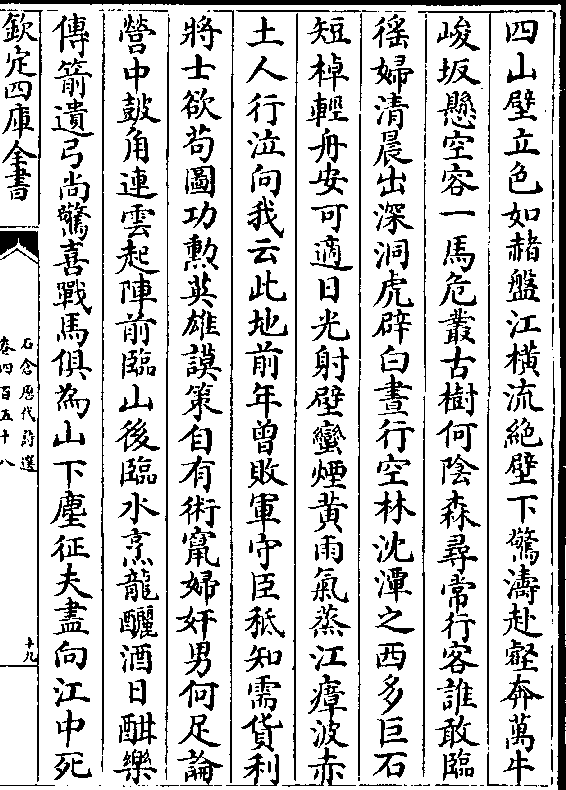 四山壁立色如赭盤江橫流絶壁下驚濤赴壑奔萬牛
峻坂懸空容一馬危叢古樹何陰森尋常行客誰敢臨
猺婦清晨出深洞虎辟白晝行空林沈潭之西多巨石
短棹輕舟安可適日光射壁蠻煙黄雨氣蒸江瘴波赤
土人行泣向我云此地前年曾敗軍守臣秪知需貨利
將士欲苟圖功勲英雄謨策自有術竄婦奸男何足論
營中鼓角連雲起陣前臨山後臨水烹龍釃酒日酣樂
傳箭遺弓尚驚喜戰馬俱為山下塵征夫盡向江中死
欽定四庫全書
石倉歷代詩選
卷四百五十八
十九